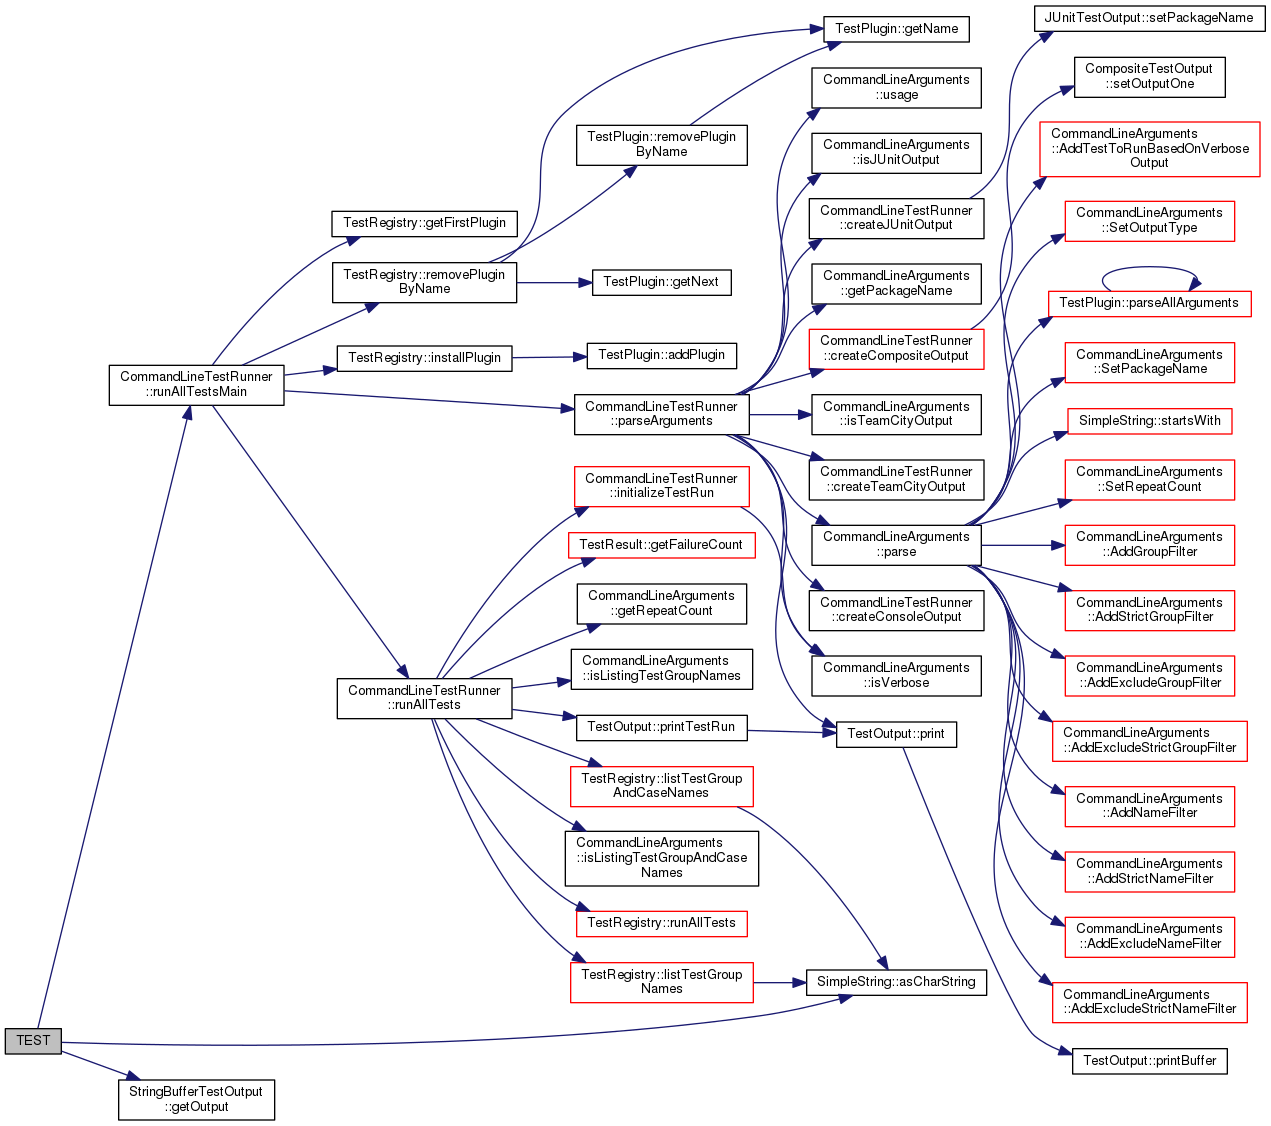 TEST
CommandLineTestRunner
::runAllTestsMain
StringBufferTestOutput
::getOutput
TestRegistry::getFirstPlugin
TestRegistry::removePlugin
ByName
TestRegistry::installPlugin
CommandLineTestRunner
::runAllTests
TestPlugin::removePlugin
ByName
TestPlugin::getNext
TestPlugin::addPlugin
CommandLineTestRunner
::parseArguments
CommandLineTestRunner
::initializeTestRun
TestResult::getFailureCount
CommandLineArguments
::getRepeatCount
CommandLineArguments
::isListingTestGroupNames
TestOutput::printTestRun
TestRegistry::listTestGroup
AndCaseNames
CommandLineArguments
::isListingTestGroupAndCase
Names
TestRegistry::runAllTests
TestRegistry::listTestGroup
Names
TestPlugin::getName
CommandLineArguments
::usage
CommandLineArguments
::isJUnitOutput
CommandLineTestRunner
::createJUnitOutput
CommandLineArguments
::getPackageName
CommandLineTestRunner
::createCompositeOutput
CommandLineArguments
::isTeamCityOutput
CommandLineTestRunner
::createTeamCityOutput
CommandLineArguments
::parse
CommandLineTestRunner
::createConsoleOutput
CommandLineArguments
::isVerbose
TestOutput::print
SimpleString::asCharString
JUnitTestOutput::setPackageName
CompositeTestOutput
::setOutputOne
CommandLineArguments
::AddTestToRunBasedOnVerbose
Output
CommandLineArguments
::SetOutputType
TestPlugin::parseAllArguments
CommandLineArguments
::SetPackageName
SimpleString::startsWith
CommandLineArguments
::SetRepeatCount
CommandLineArguments
::AddGroupFilter
CommandLineArguments
::AddStrictGroupFilter
CommandLineArguments
::AddExcludeGroupFilter
CommandLineArguments
::AddExcludeStrictGroupFilter
CommandLineArguments
::AddNameFilter
CommandLineArguments
::AddStrictNameFilter
CommandLineArguments
::AddExcludeNameFilter
CommandLineArguments
::AddExcludeStrictNameFilter
TestOutput::printBuffer